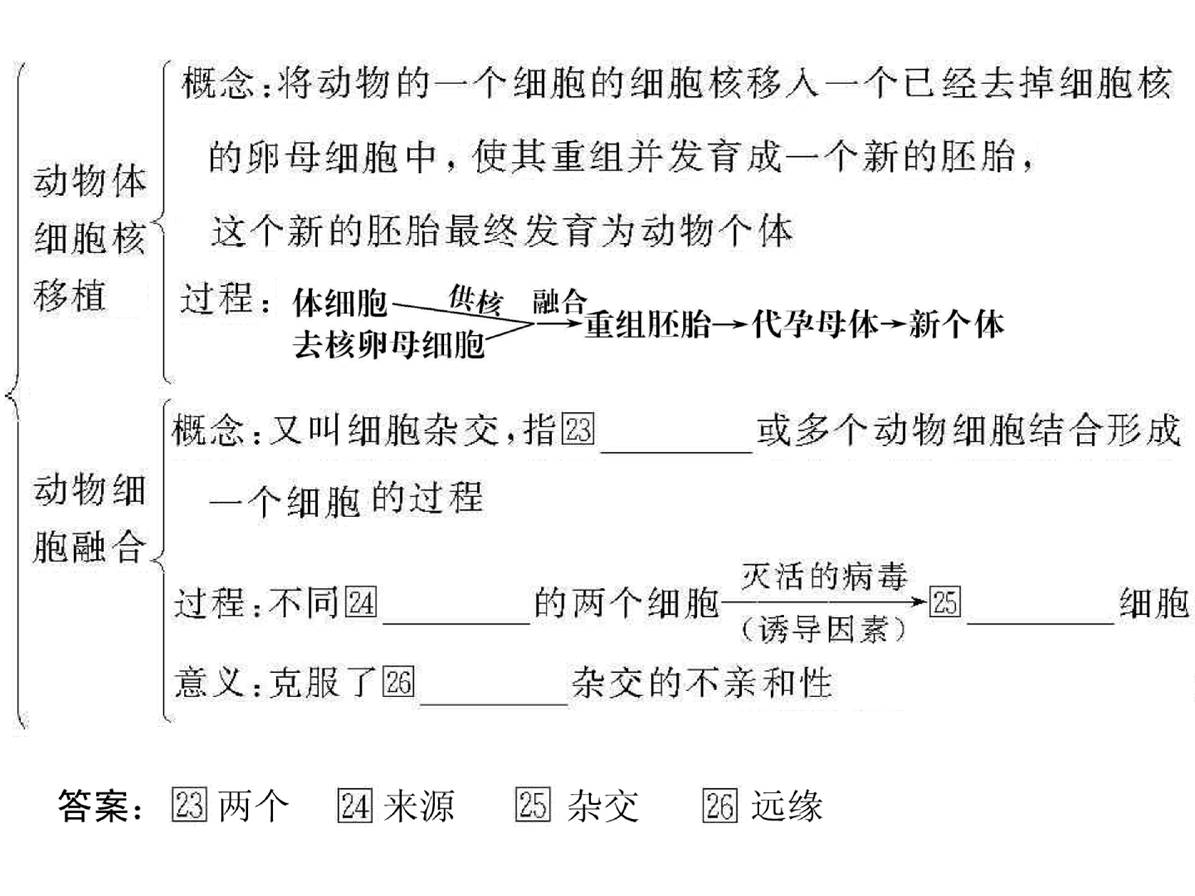 动物体
细胞核
移植
概念:将动物的一个细胞的细胞核移入一个已经去掉细胞核
的卵母细胞中,使其重组并发育成一个新的胚胎,
这个新的胚胎最终发育为动物个体
过程: 体细胞 供核 融合
去核卵母细胞 →重组胚胎→代孕母体→新个体
动物细
胞融合
概念:又叫细胞杂交,指23________或多个动物细胞结合形成
一个细胞的过程
过程:不同24________的两个细胞 灭活的病毒 (诱导因素) → 25________细胞
意义:克服了26________杂交的不亲和性
答案: 23 两个 24 来源 25 杂交 26 远缘